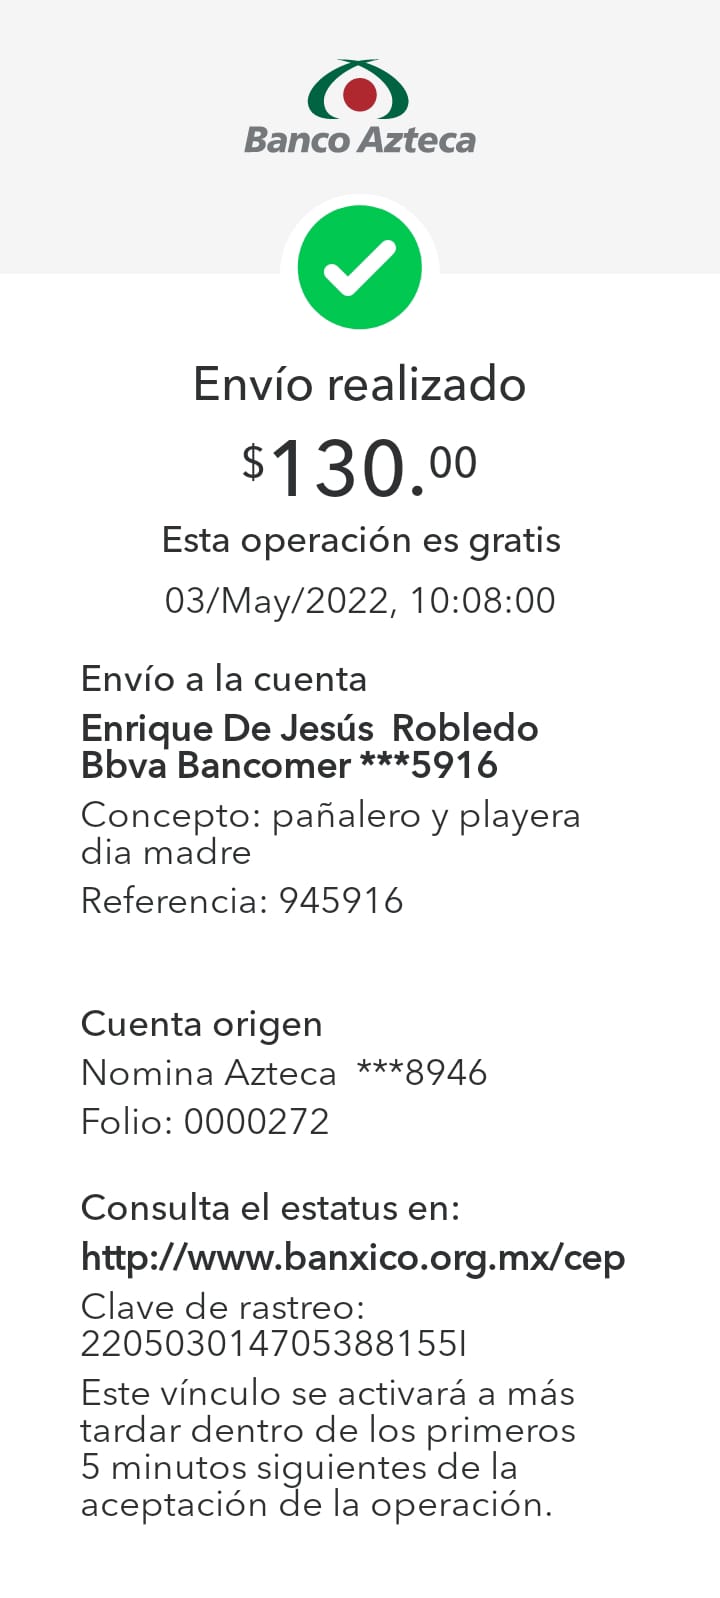 Banco Azteca
Envío realizado
$130.00
Esta operación es gratis
03/May/2022, 10:08:00
Envío a la cuenta
Enrique De Jesús  Robledo
Bbva Bancomer ***5916
Concepto: pañalero y playera
dia madre
Referencia: 945916
Cuenta origen
Nomina Azteca  ***8946
Folio: 0000272
Consulta el estatus en:
http://www.banxico.org.mx/cep
Clave de rastreo:
220503014705388155I
Este vínculo se activará a más
tardar dentro de los primeros
5 minutos siguientes de la
aceptación de la operación.